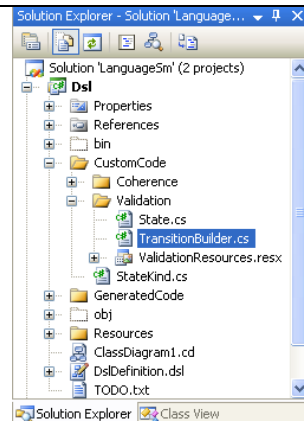 Solution Explorer - Solution 'Language...
Solution 'LanguageSm' (2 projects)
Dsl
Properties
References
bin
CustomCode
Coherence
Validation
State.cs
TransitionBuilder.cs
ValidationResources.resx
StateKind.cs
GeneratedCode
obj
Resources
ClassDiagram1.cd
DslDefinition.dsl
TODO.txt
Solution Explorer Class View